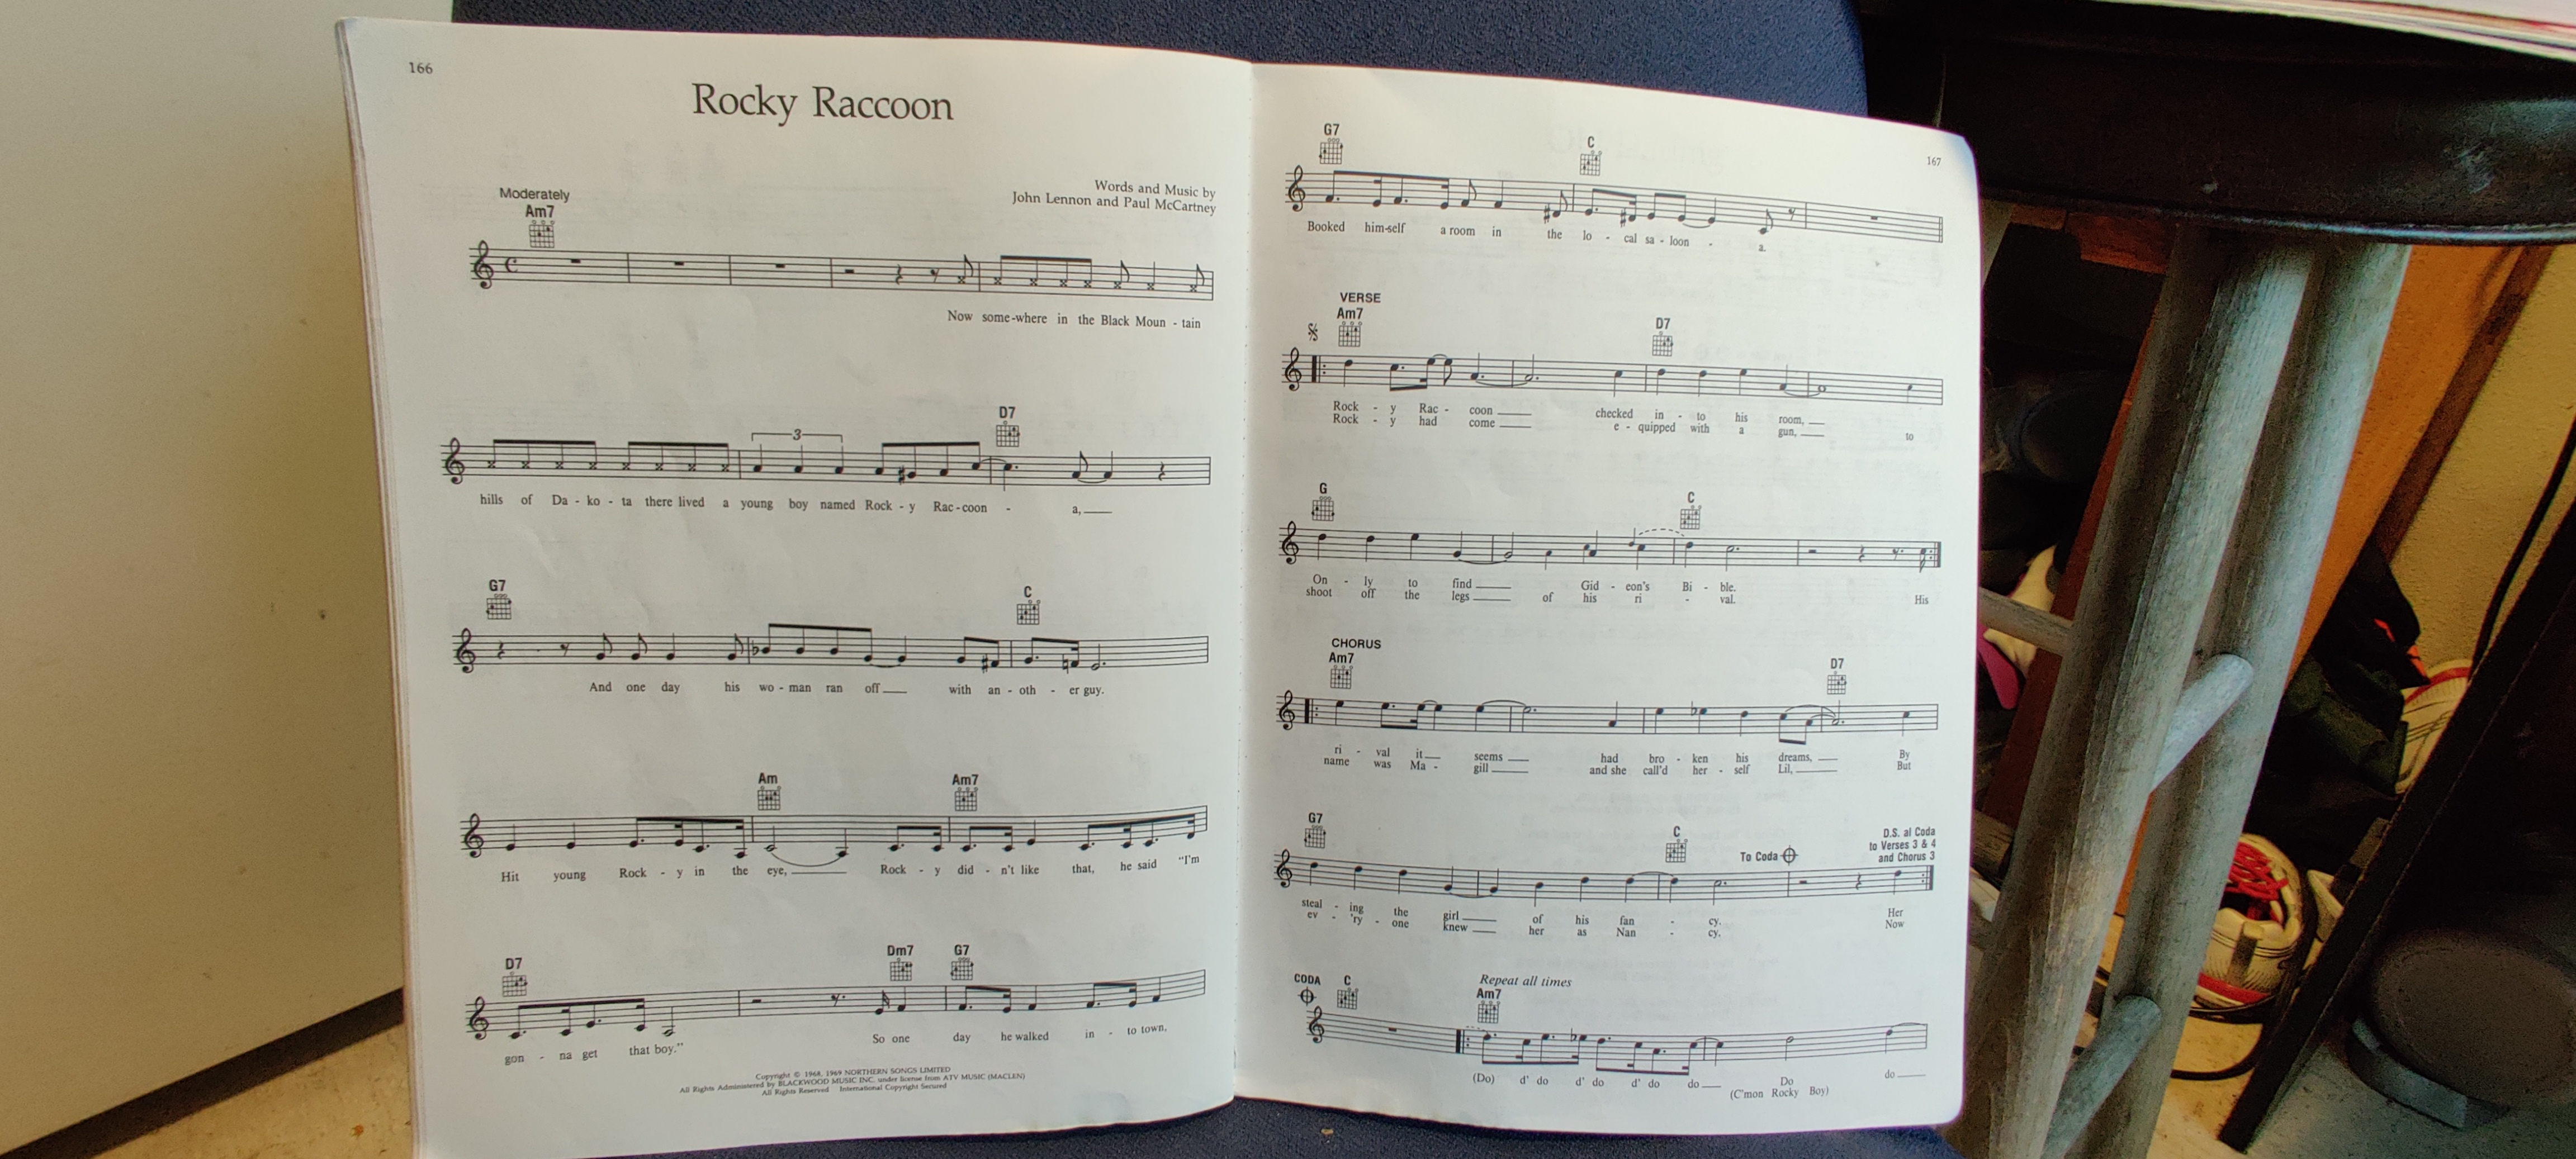 166
Rocky Raccoon
Words and Music by
John Lennon and Paul McCartney
Moderately
Am7
Now some-where in the Black Moun - tain
D7
3
hills of Da - ko - ta there lived a young boy named Rock - y Rac - coon - a,
G7 C
And one day his wo - man ran off with an - oth - er guy.
Am Am7
Hit young Rock - y in the eye, Rock - y did - n't like that, he said "I'm
D7 Dm7 G7
gon - na get that boy." So one day he walked in - to town,
Copyright © 1968, 1969 NORTHERN SONGS LIMITED
All Rights Administered by BLACKWOOD MUSIC INC. under license from ATV MUSIC (MACLEN)
All Rights Reserved International Copyright Secured
167
G7 C
Booked him-self a room in the lo - cal sa - loon - a.
VERSE
Am7 D7
Rock - y Rac - coon checked in - to his room,
Rock - y had come e - quipped with a gun, to
G C
On - ly to find Gid - eon's Bi - ble.
shoot off the legs of his ri - val. His
CHORUS
Am7 D7
ri - val it seems had bro - ken his dreams, By
name was Ma - gill and she call'd her - self Lil, But
G7 C To Coda
D.S. al Coda
to Verses 3 & 4
and Chorus 3
steal - ing the girl of his fan - cy. Her
ev - 'ry - one knew her as Nan - cy. Now
CODA C
Repeat all times
Am7
(Do) d' do d' do d' do do Do do
(C'mon Rocky Boy)